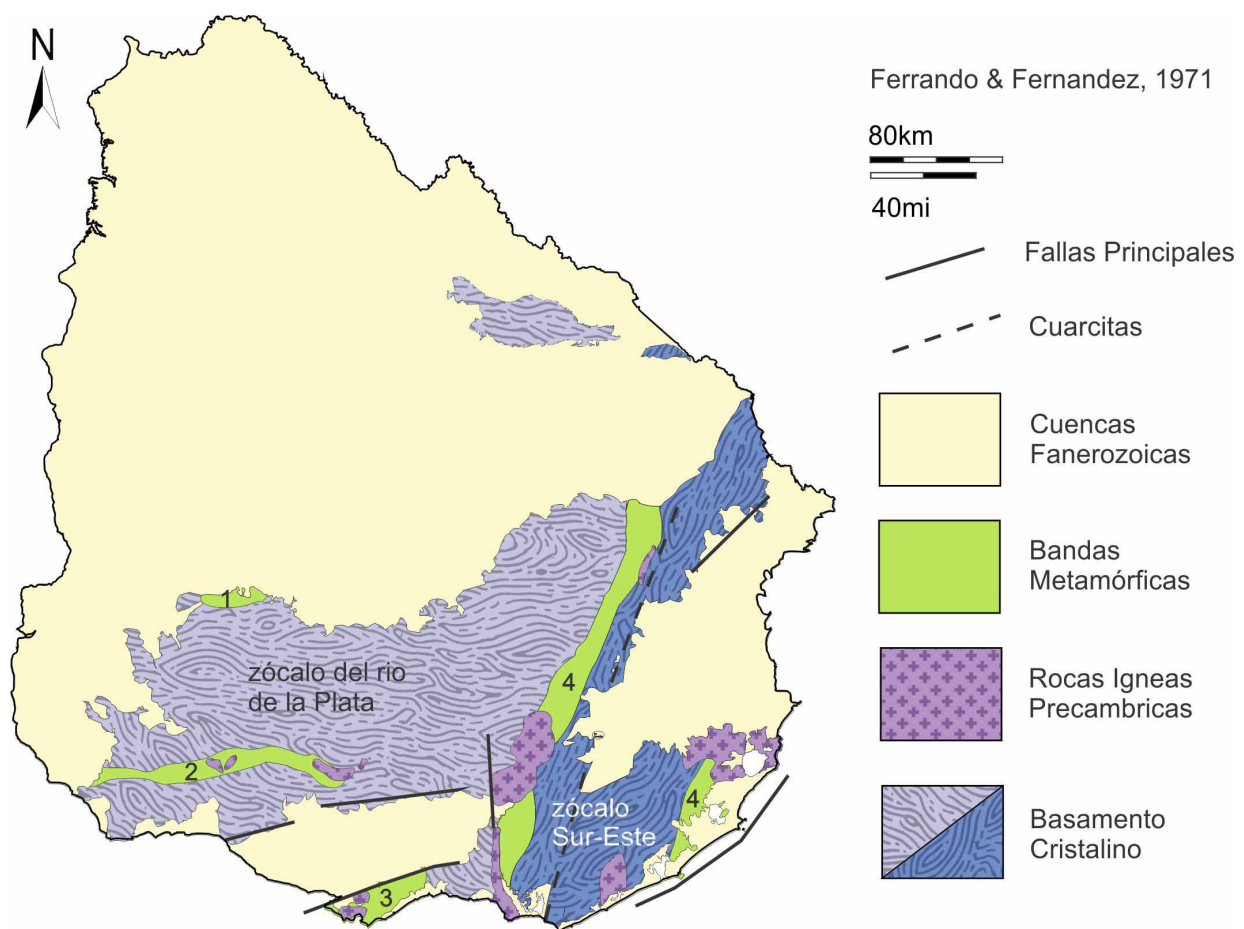 N
Ferrando & Fernandez, 1971
80km
40mi
Fallas Principales
Cuarcitas
Cuencas
Fanerozoicas
Bandas
Metamórficas
Rocas Igneas
Precambricas
Basamento
Cristalino
1
zócalo del rio
de la Plata
4
2
zócalo
Sur-Este
4
3